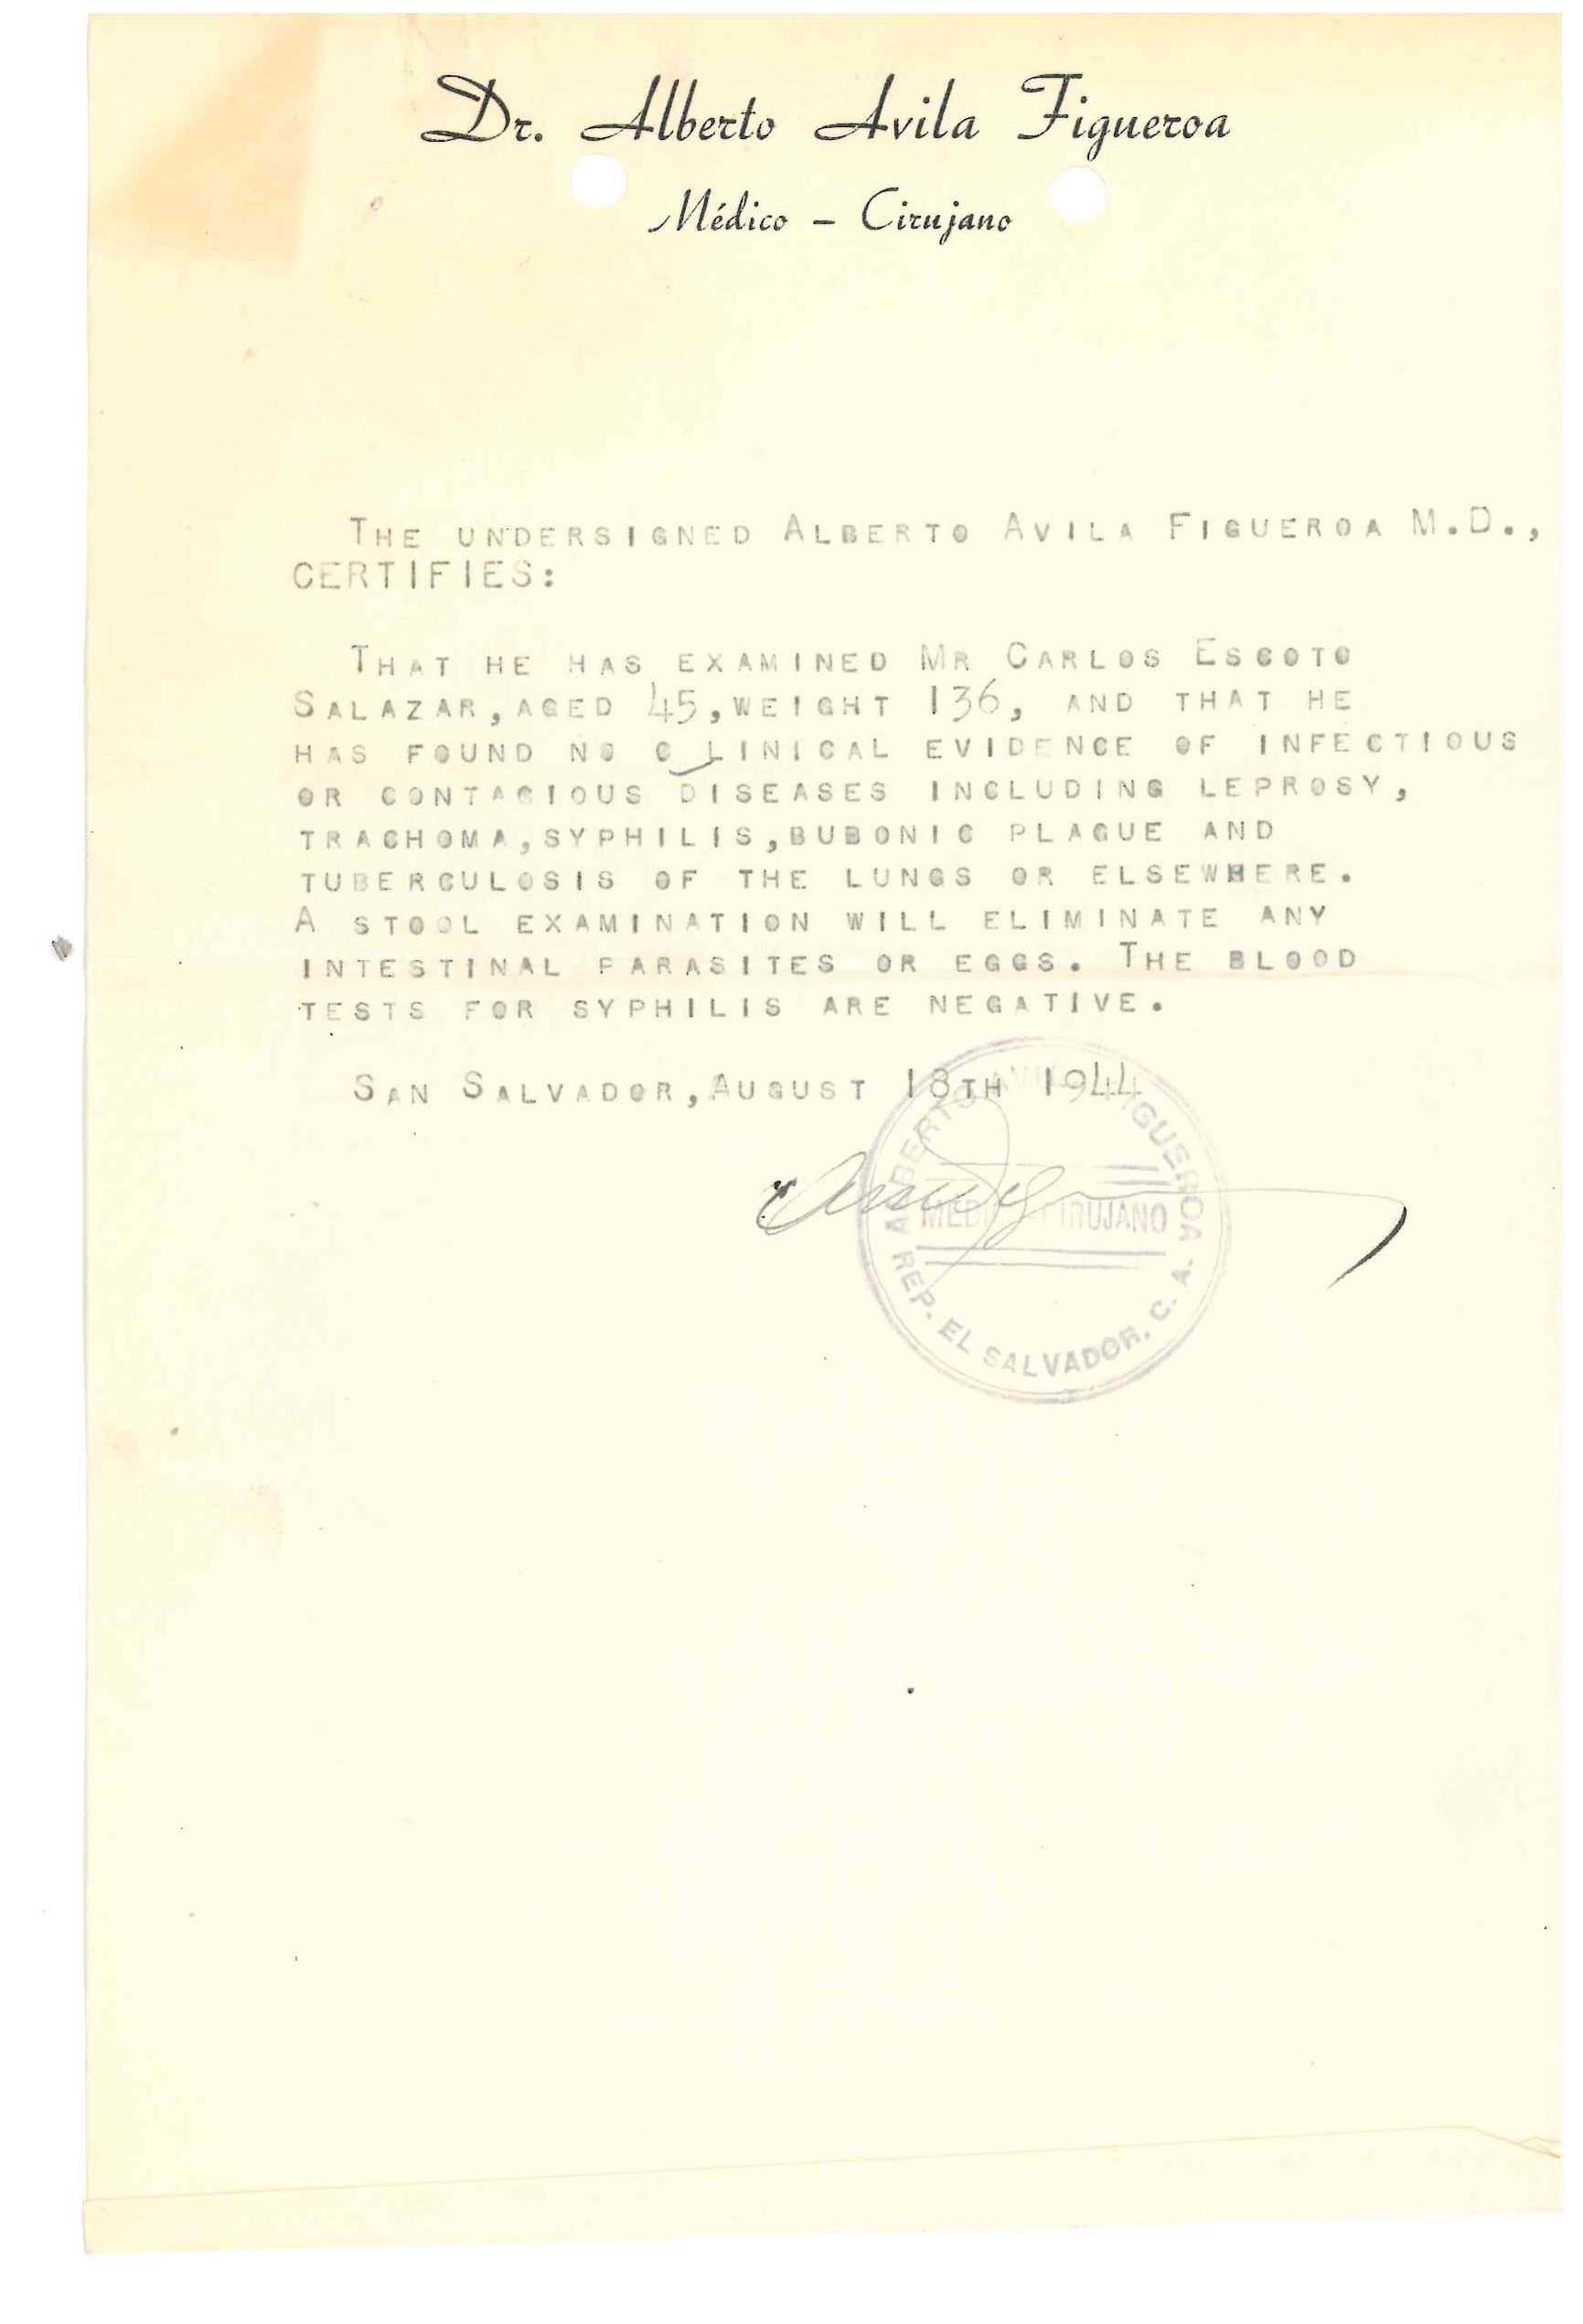 Dr. Alberto Avila Figueroa
Médico – Cirujano
THE UNDERSIGNED ALBERTO AVILA FIGUEROA M.D.,
CERTIFIES:
THAT HE HAS EXAMINED MR CARLOS ESCOTO
SALAZAR, AGED 45, WEIGHT 136, AND THAT HE
HAS FOUND NO C LINICAL EVIDENCE OF INFECTIOUS
OR CONTAGIOUS DISEASES INCLUDING LEPROSY,
TRACHOMA, SYPHILIS, BUBONIC PLAGUE AND
TUBERCULOSIS OF THE LUNGS OR ELSEWHERE.
A STOOL EXAMINATION WILL ELIMINATE ANY
INTESTINAL PARASITES OR EGGS. THE BLOOD
TESTS FOR SYPHILIS ARE NEGATIVE.
SAN SALVADOR, AUGUST 18TH 1944
ALBERTO AVILA FIGUEROA
MEDICO CIRUJANO
REP. EL SALVADOR, C. A.